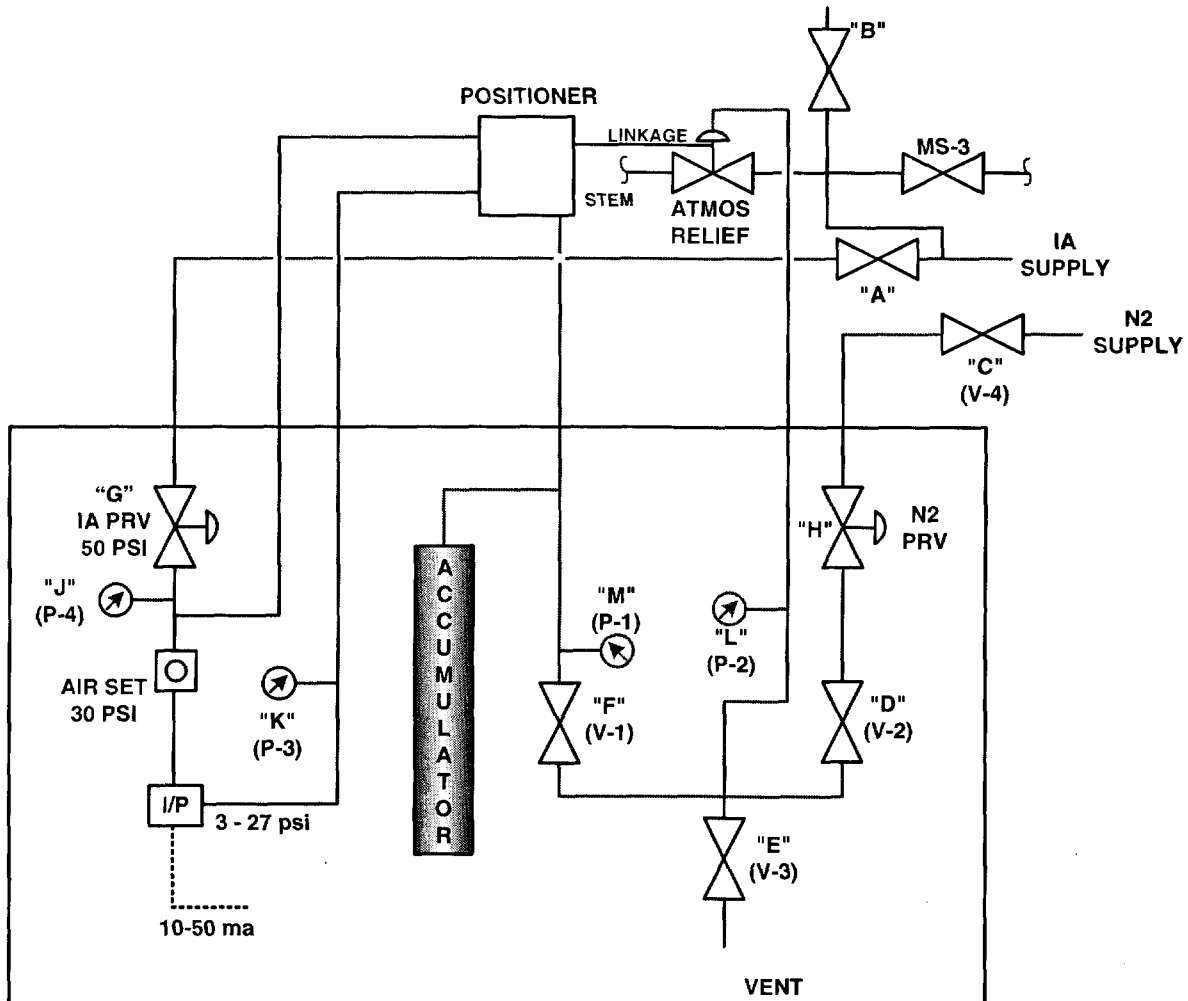 "B"
POSITIONER
LINKAGE
MS-3
STEM
ATMOS
RELIEF
IA
SUPPLY
"A"
N2
SUPPLY
"C"
(V-4)
"G"
IA PRV
50 PSI
"H"
N2
PRV
"J"
(P-4)
"M"
(P-1)
"L"
(P-2)
ACCUMULATOR
AIR SET
30 PSI
"K"
(P-3)
"F"
(V-1)
"D"
(V-2)
I/P
3 - 27 psi
"E"
(V-3)
10-50 ma
VENT